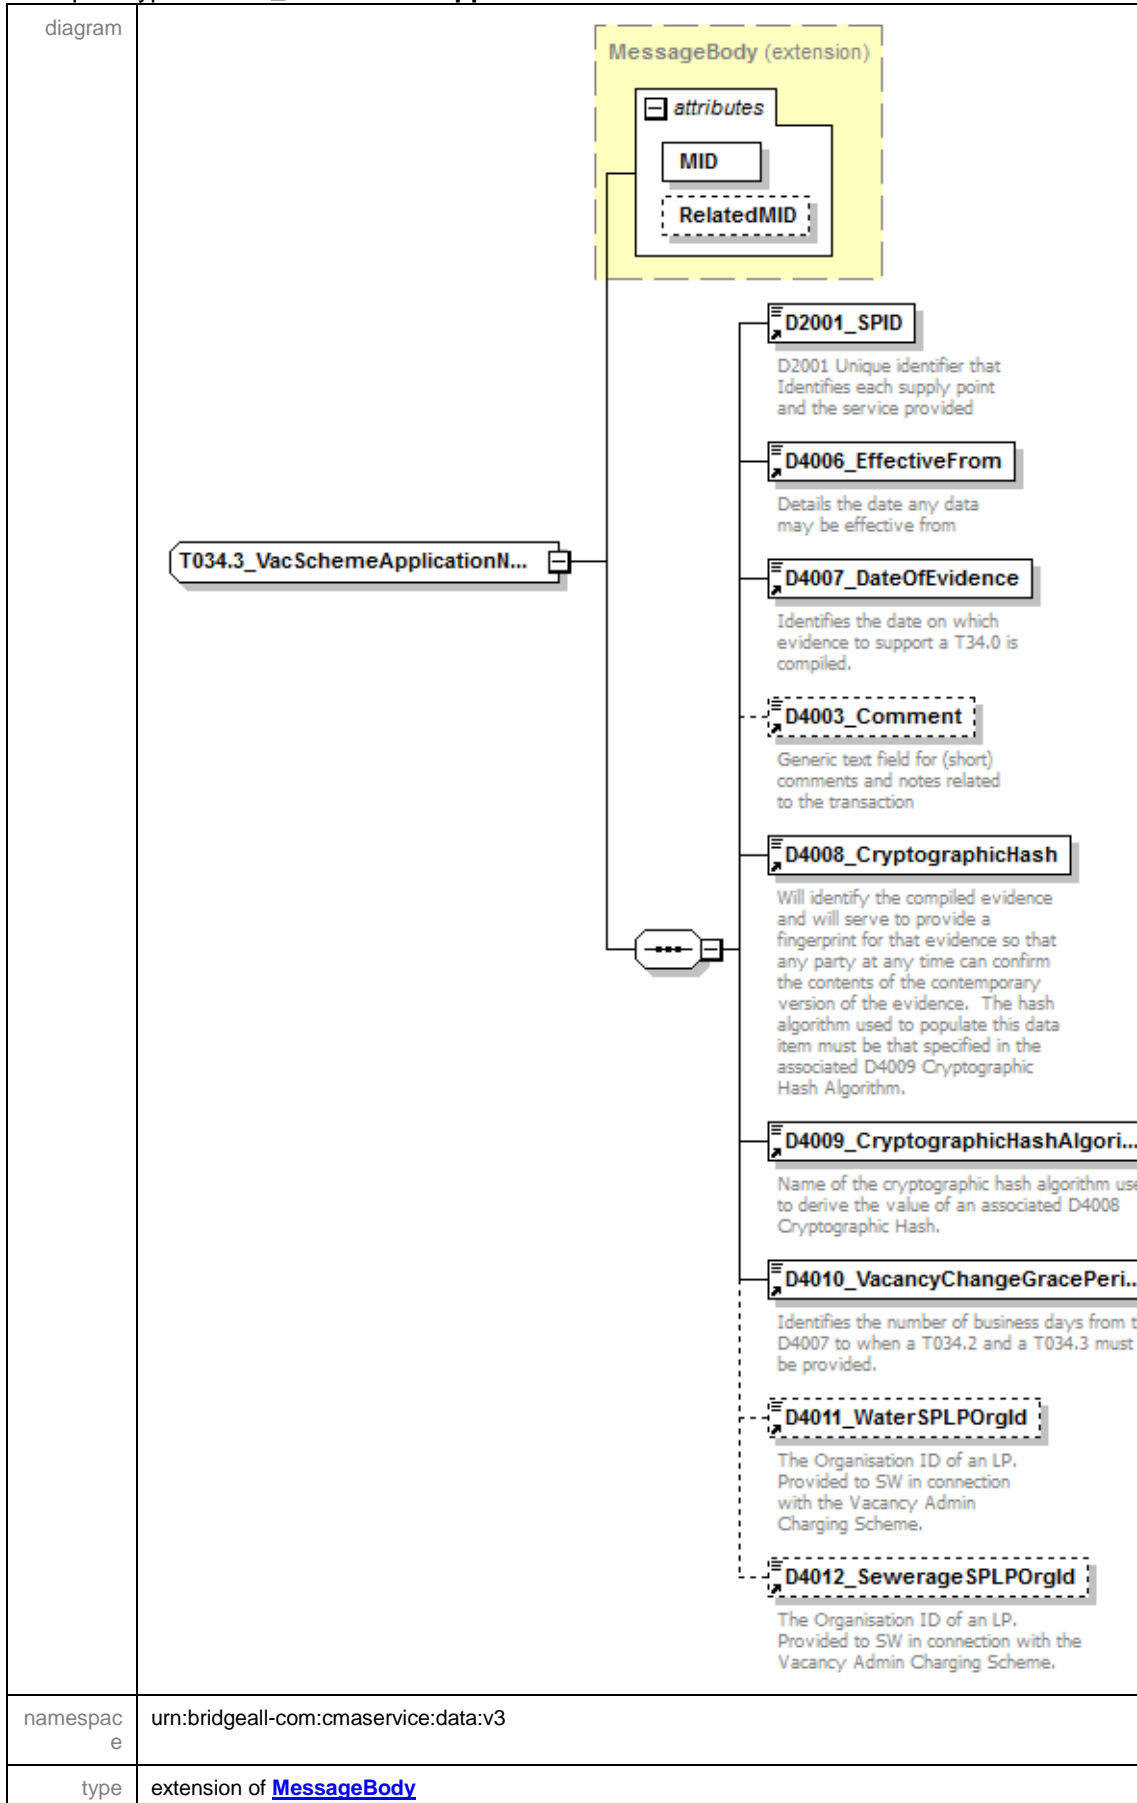 diagram
MessageBody (extension)
attributes
MID
RelatedMID
D2001_SPID
D2001 Unique identifier that
Identifies each supply point
and the service provided
D4006_EffectiveFrom
Details the date any data
may be effective from
T034.3_VacSchemeApplicationN...
D4007_DateOfEvidence
Identifies the date on which
evidence to support a T34.0 is
compiled.
D4003_Comment
Generic text field for (short)
comments and notes related
to the transaction
D4008_CryptographicHash
Will identify the compiled evidence
and will serve to provide a
fingerprint for that evidence so that
any party at any time can confirm
the contents of the contemporary
version of the evidence. The hash
algorithm used to populate this data
item must be that specified in the
associated D4009 Cryptographic
Hash Algorithm.
D4009_CryptographicHashAlgori...
Name of the cryptographic hash algorithm use
to derive the value of an associated D4008
Cryptographic Hash.
D4010_VacancyChangeGracePeri...
Identifies the number of business days from t
D4007 to when a T034.2 and a T034.3 must
be provided.
D4011_WaterSPLPOrgId
The Organisation ID of an LP.
Provided to SW in connection
with the Vacancy Admin
Charging Scheme.
D4012_SewerageSPLPOrgId
The Organisation ID of an LP.
Provided to SW in connection with the
Vacancy Admin Charging Scheme.
namespac
e
urn:bridgeall-com:cmaservice:data:v3
type
extension of MessageBody